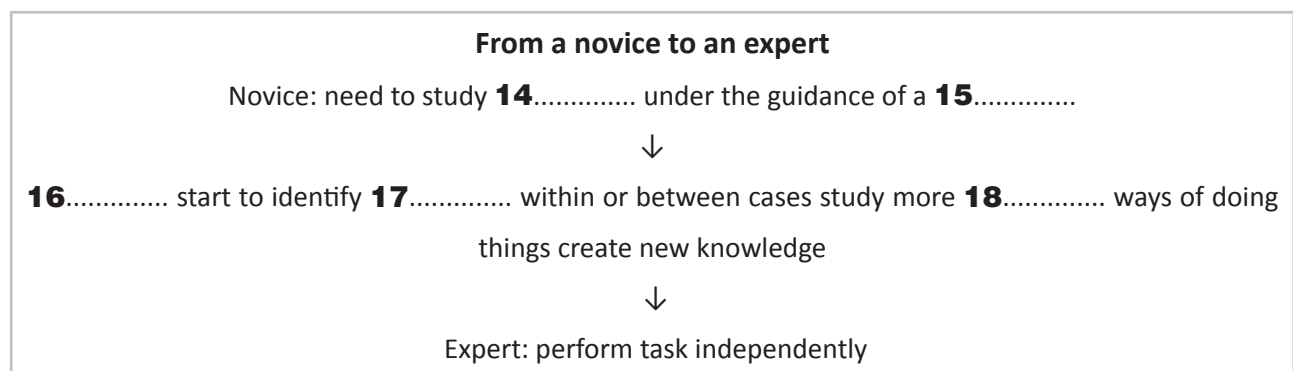 From a novice to an expert
Novice: need to study 14.............. under the guidance of a 15..............
↓
16.............. start to identify 17.............. within or between cases study more 18.............. ways of doing
things create new knowledge
↓
Expert: perform task independently